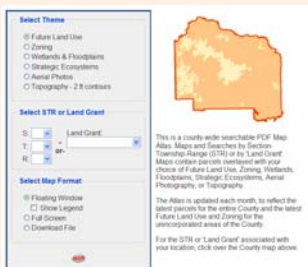 Select Theme
Future Land Use
Zoning
Wetlands & Floodplains
Strategic Ecosystems
Aerial Photos
Topography - 2 ft contours
Select STR or Land Grant
S: Land Grant:
T: -or-
R:
Select Map Format
Floating Window
Show Legend
Full Screen
Download File
This is a county-wide searchable PDF Map
Atlas. Maps and Searches by Section-
Township-Range (STR) or by 'Land Grant'.
Maps contain parcels overlayed with your
choice of Future Land Use, Zoning, Wetlands,
Floodplains, Strategic Ecosystems, Aerial
Photography, or Topography.
The Atlas is updated each month, to reflect the
latest parcels for the entire County and the latest
Future Land Use and Zoning for the
unincorporated areas of the County.
For the STR or 'Land Grant' associated with
your location, click over the County map above.